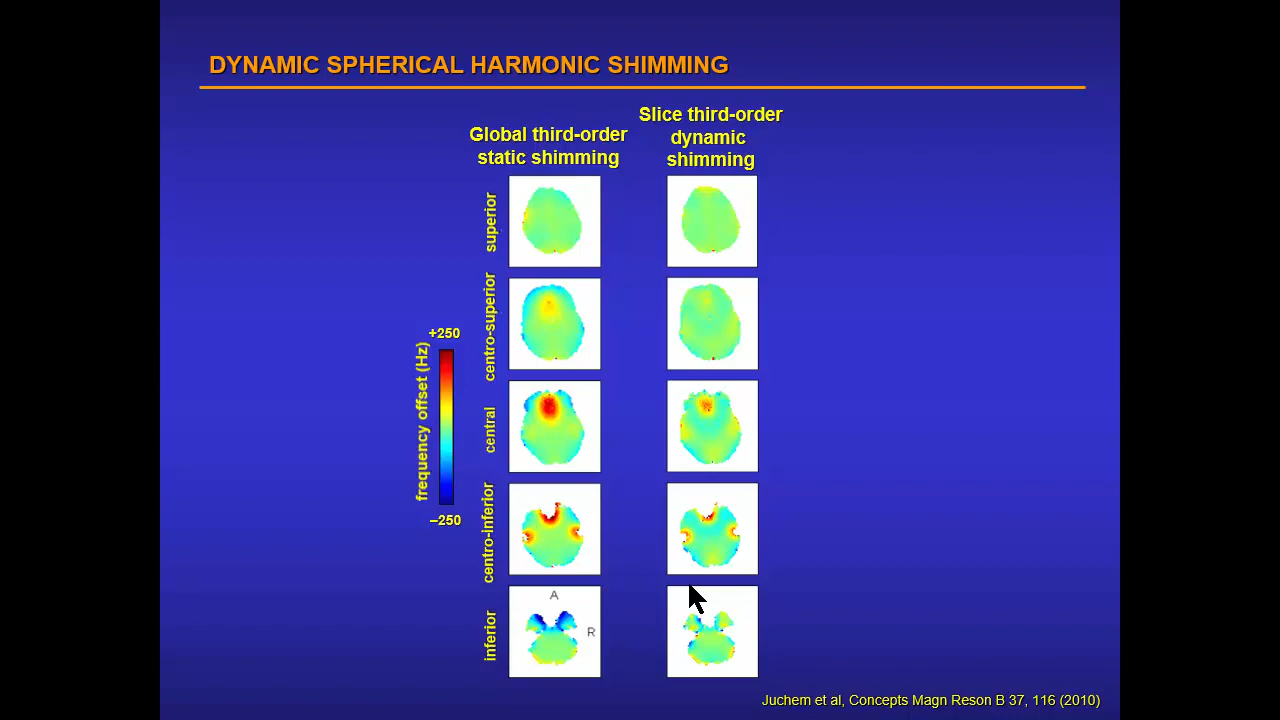 DYNAMIC SPHERICAL HARMONIC SHIMMING
Global third-order
static shimming
Slice third-order
dynamic
shimming
superior
centro-superior
central
centro-inferior
inferior
frequency offset (Hz)
+250
–250
A
R
Juchem et al, Concepts Magn Reson B 37, 116 (2010)